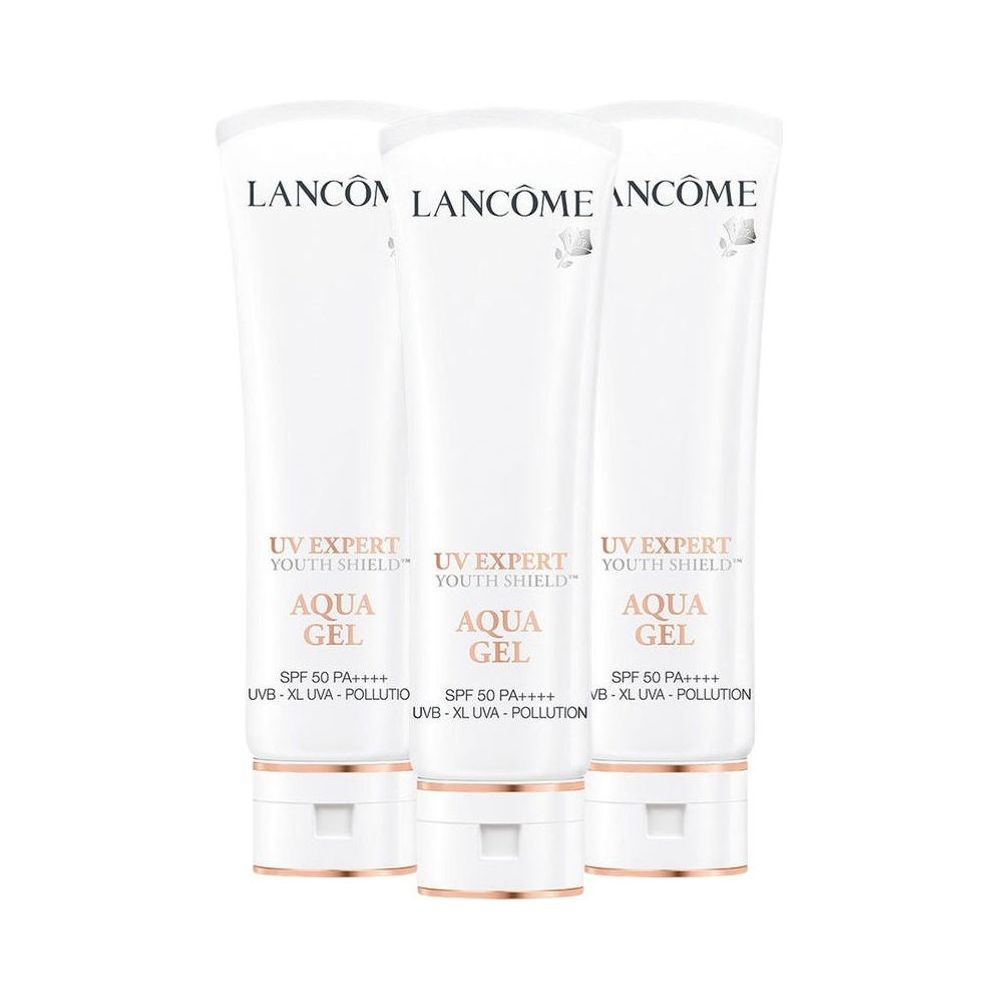 LANCÔM
UV EXPERT
YOUTH SHIELD™
AQUA
GEL
SPF 50 PA++++
UVB - XL UVA - POLLUTIO
LANCÔME
UV EXPERT
YOUTH SHIELD™
AQUA
GEL
SPF 50 PA++++
UVB - XL UVA - POLLUTION
ANCÔME
UV EXPERT
YOUTH SHIELD™
AQUA
GEL
SPF 50 PA++++
VB - XL UVA - POLLUTION